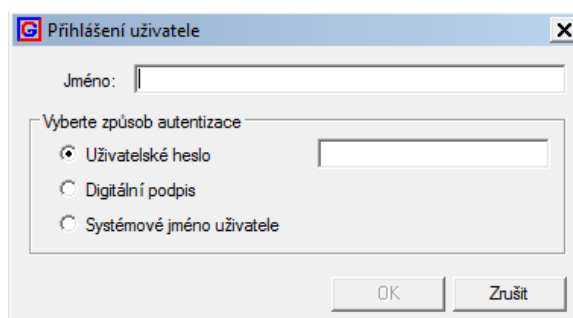 G Přihlášení uživatele
Jméno:
Vyberte způsob autentizace
Uživatelské heslo
Digitální podpis
Systémové jméno uživatele
OK Zrušit